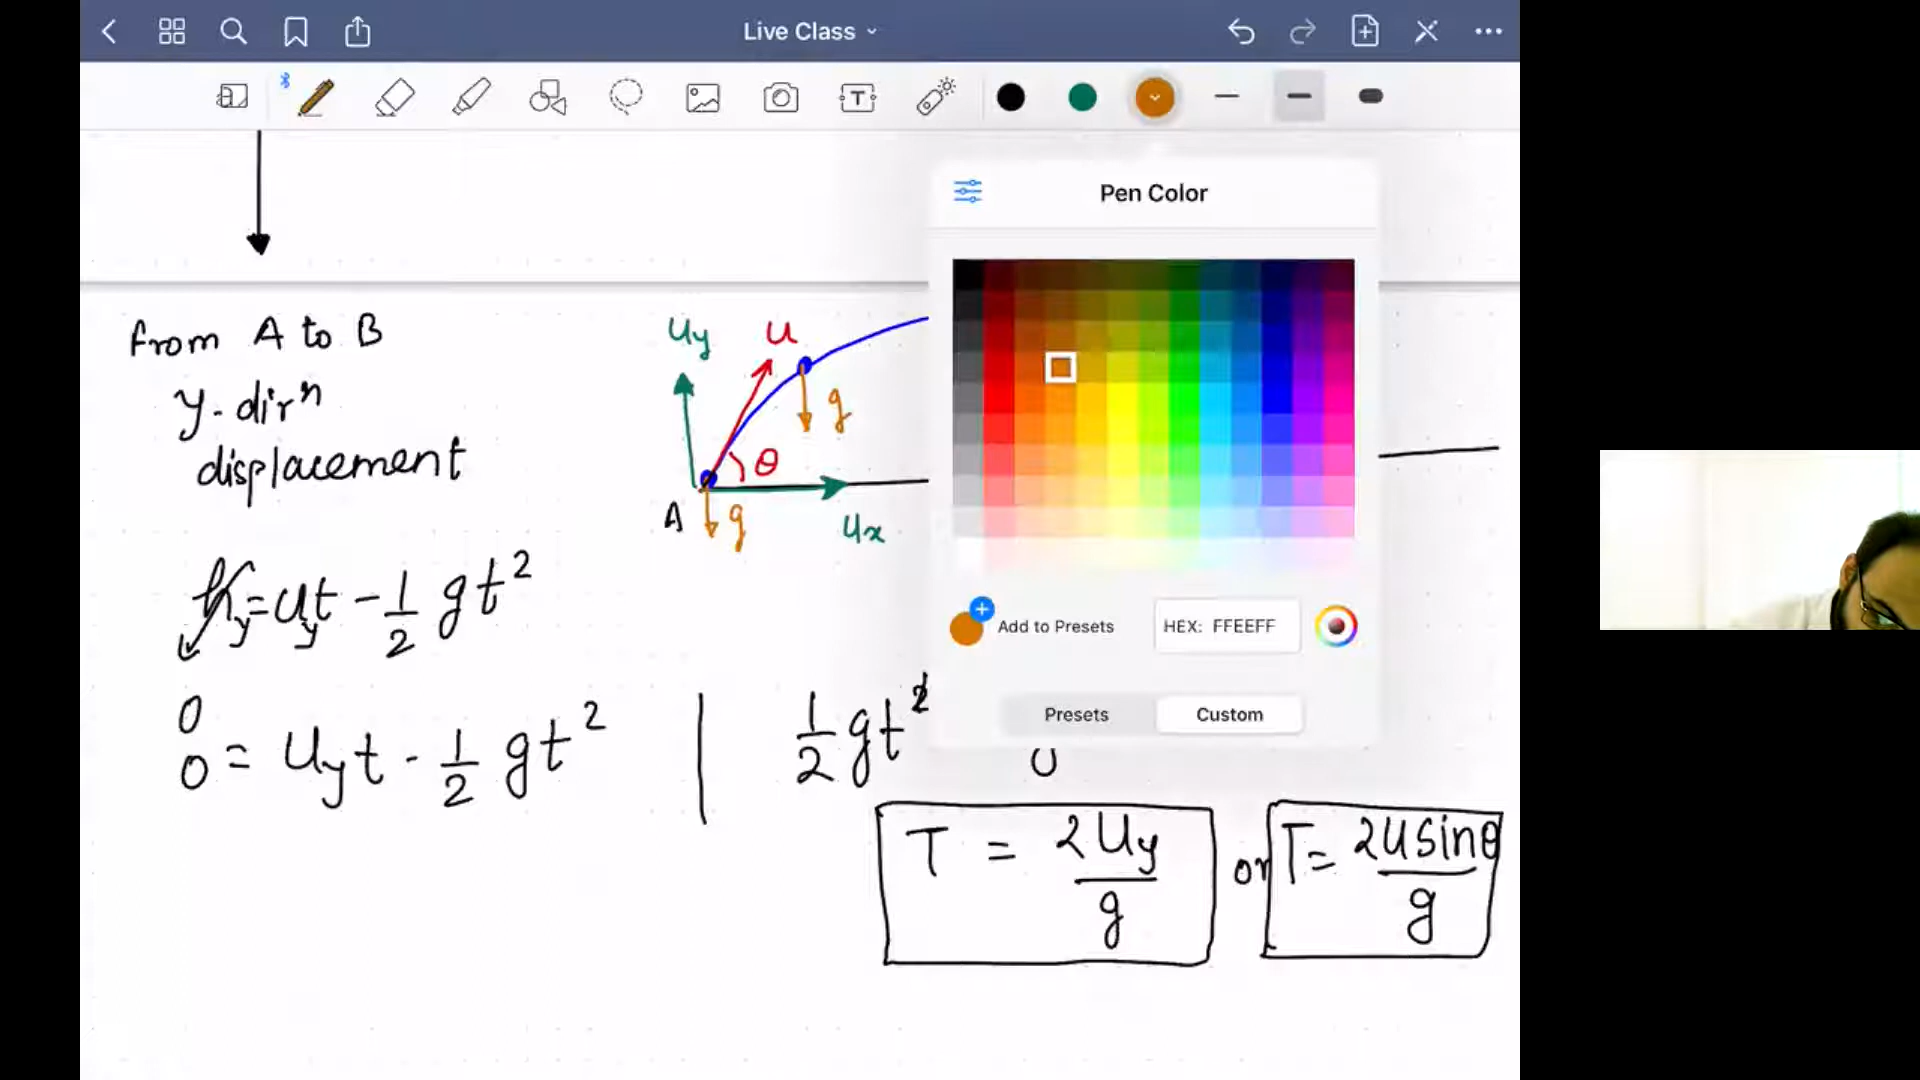 Live Class
Pen Color
from A to B
y-dirⁿ
displacement
uy
u
g
θ
A
g
ux
hy = uyt - 1/2 gt²
0
0 = uyt - 1/2 gt²
1/2 gt²
Add to Presets
HEX: FFEEFF
Presets
Custom
T = 2uy/g
or
T = 2u sinθ/g